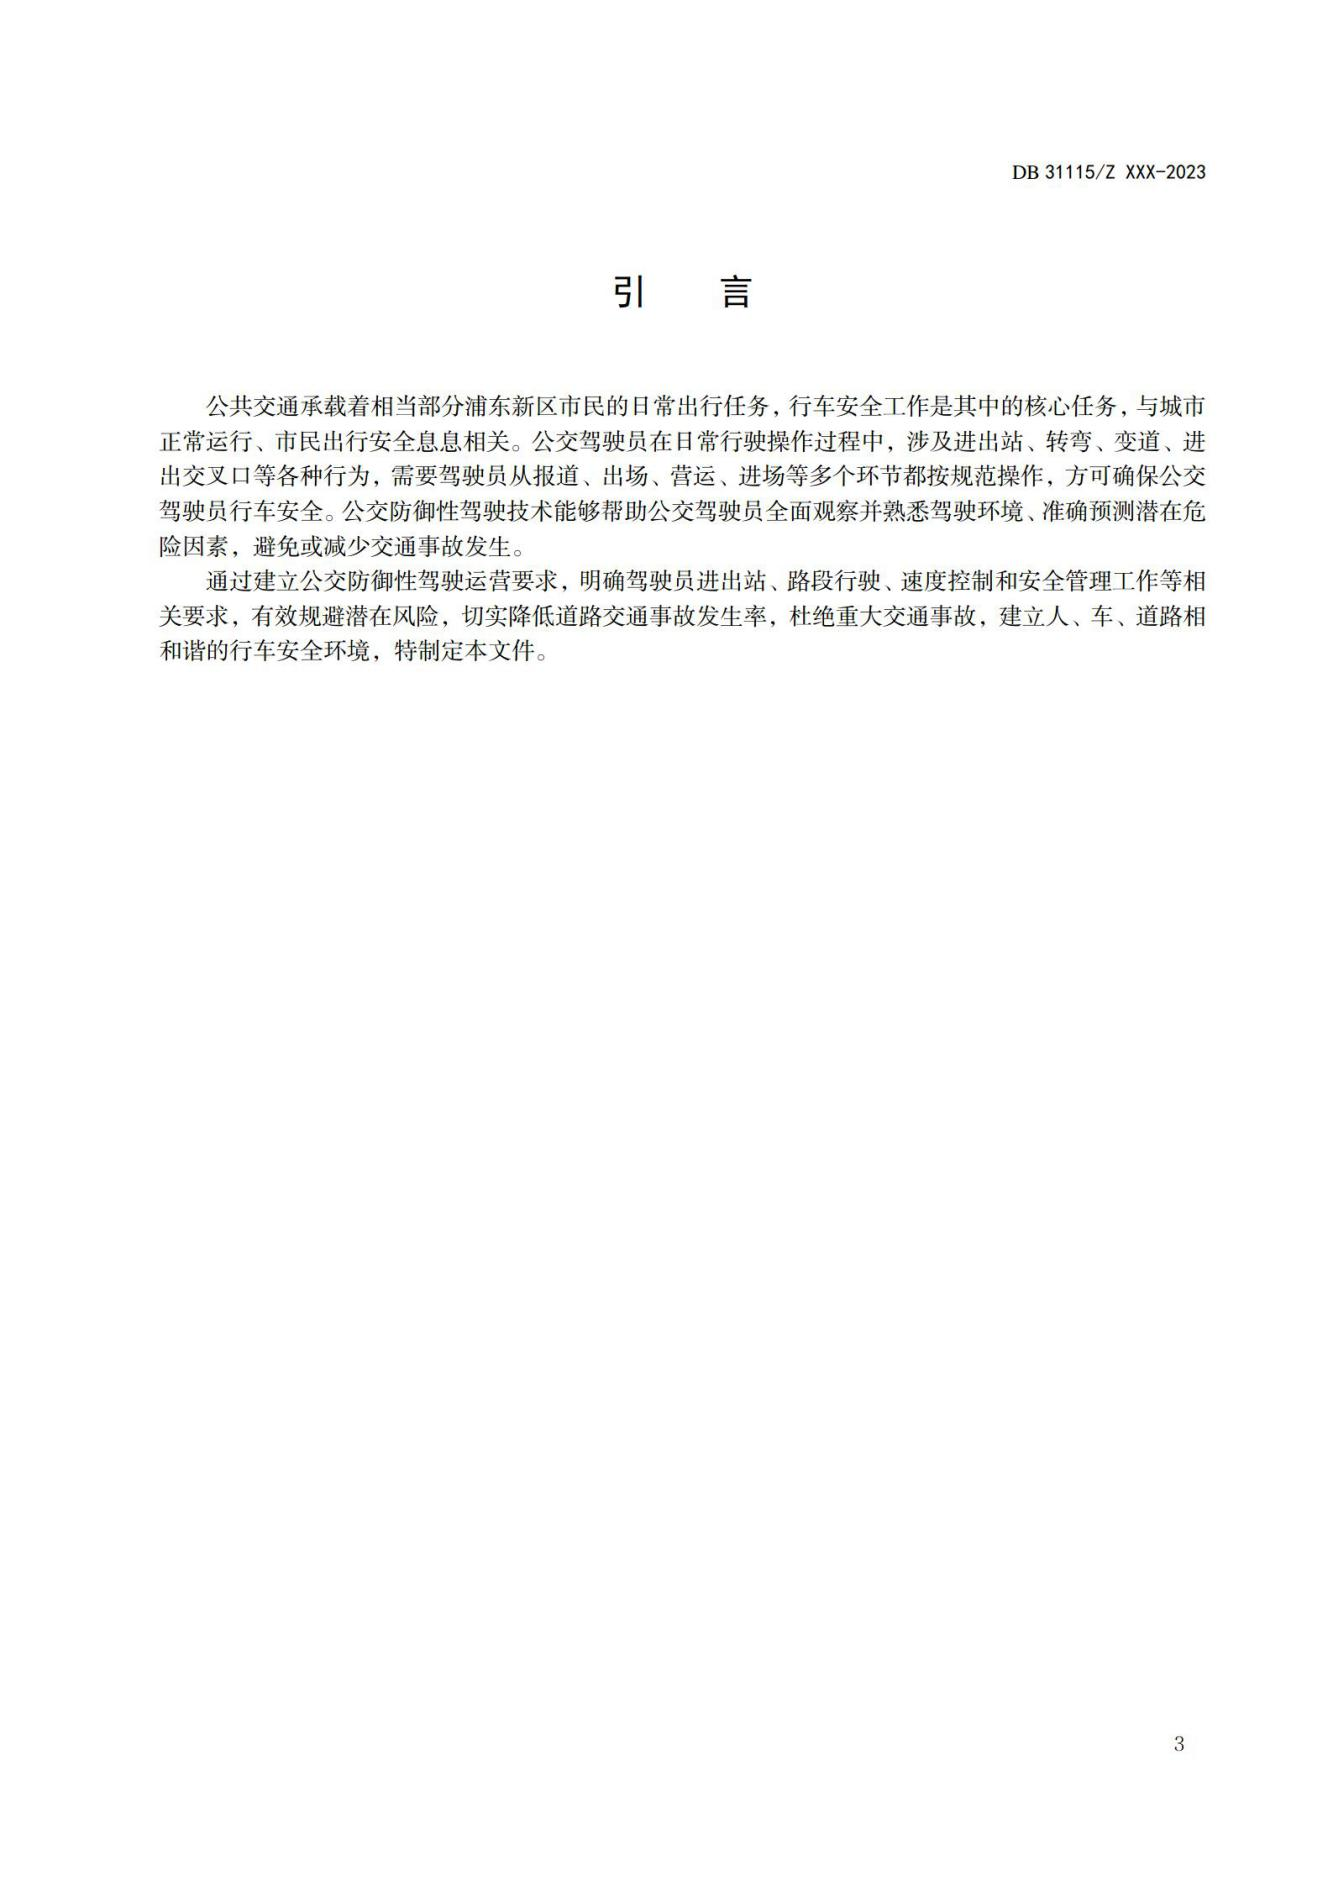 DB 31115/Z XXX-2023
引 言
公共交通承载着相当部分浦东新区市民的日常出行任务，行车安全工作是其中的核心任务，与城市
正常运行、市民出行安全息息相关。公交驾驶员在日常行驶操作过程中，涉及进出站、转弯、变道、进
出交叉口等各种行为，需要驾驶员从报道、出场、营运、进场等多个环节都按规范操作，方可确保公交
驾驶员行车安全。公交防御性驾驶技术能够帮助公交驾驶员全面观察并熟悉驾驶环境、准确预测潜在危
险因素，避免或减少交通事故发生。
通过建立公交防御性驾驶运营要求，明确驾驶员进出站、路段行驶、速度控制和安全管理工作等相
关要求，有效规避潜在风险，切实降低道路交通事故发生率，杜绝重大交通事故，建立人、车、道路相
和谐的行车安全环境，特制定本文件。
3